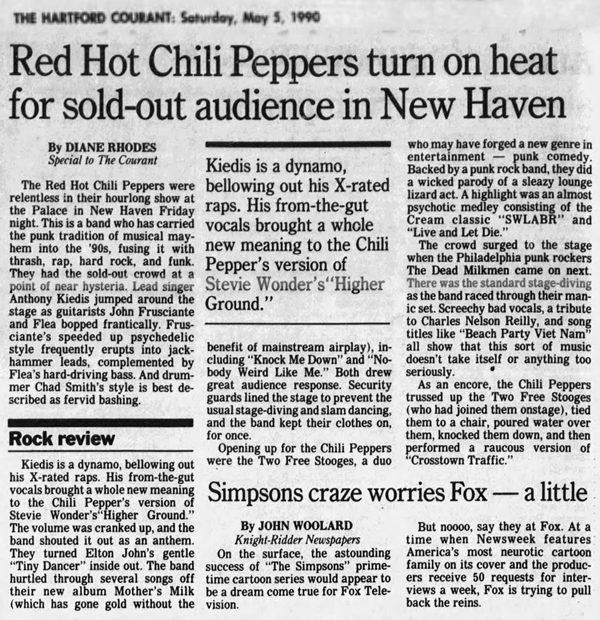 THE HARTFORD COURANT: Saturday, May 5, 1990
Red Hot Chili Peppers turn on heat
for sold-out audience in New Haven
By DIANE RHODES
Special to The Courant
The Red Hot Chili Peppers were
relentless in their hourlong show at
the Palace in New Haven Friday
night. This is a band who has carried
the punk tradition of musical may-
hem into the '90s, fusing it with
thrash, rap, hard rock, and funk.
They had the sold-out crowd at a
point of near hysteria. Lead singer
Anthony Kiedis jumped around the
stage as guitarists John Frusciante
and Flea bopped frantically. Frus-
ciante's speeded up psychedelic
style frequently erupts into jack-
hammer leads, complemented by
Flea's hard-driving bass. And drum-
mer Chad Smith's style is best de-
scribed as fervid bashing.
Rock review
Kiedis is a dynamo, bellowing out
his X-rated raps. His from-the-gut
vocals brought a whole new meaning
to the Chili Pepper's version of
Stevie Wonder's"Higher Ground."
The volume was cranked up, and the
band shouted it out as an anthem.
They turned Elton John's gentle
"Tiny Dancer" inside out. The band
hurtled through several songs off
their new album Mother's Milk
(which has gone gold without the
Kiedis is a dynamo,
bellowing out his X-rated
raps. His from-the-gut
vocals brought a whole
new meaning to the Chili
Pepper's version of
Stevie Wonder's"Higher
Ground."
benefit of mainstream airplay), in-
cluding "Knock Me Down" and "No-
body Weird Like Me." Both drew
great audience response. Security
guards lined the stage to prevent the
usual stage-diving and slam dancing,
and the band kept their clothes on,
for once.
Opening up for the Chili Peppers
were the Two Free Stooges, a duo
who may have forged a new genre in
entertainment — punk comedy.
Backed by a punk rock band, they did
a wicked parody of a sleazy lounge
lizard act. A highlight was an almost
psychotic medley consisting of the
Cream classic "SWLABR" and
"Live and Let Die."
The crowd surged to the stage
when the Philadelphia punk rockers
The Dead Milkmen came on next.
There was the standard stage-diving
as the band raced through their man-
ic set. Screechy bad vocals, a tribute
to Charles Nelson Reilly, and song
titles like "Beach Party Viet Nam"
all show that this sort of music
doesn't take itself or anything too
seriously.
As an encore, the Chili Peppers
trussed up the Two Free Stooges
(who had joined them onstage), tied
them to a chair, poured water over
them, knocked them down, and then
performed a raucous version of
"Crosstown Traffic."
Simpsons craze worries Fox — a little
By JOHN WOOLARD
Knight-Ridder Newspapers
On the surface, the astounding
success of "The Simpsons" prime-
time cartoon series would appear to
be a dream come true for Fox Tele-
vision.
But noooo, say they at Fox. At a
time when Newsweek features
America's most neurotic cartoon
family on its cover and the produc-
ers receive 50 requests for inter-
views a week, Fox is trying to pull
back the reins.